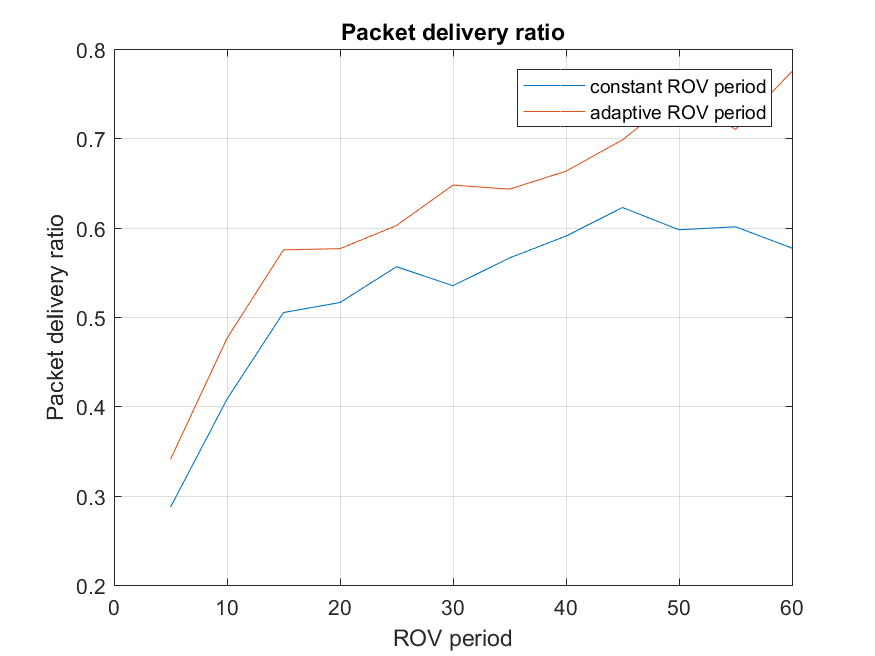 Packet delivery ratio
constant ROV period
adaptive ROV period
Packet delivery ratio
0.8
0.7
0.6
0.5
0.4
0.3
0.2
0 10 20 30 40 50 60
ROV period